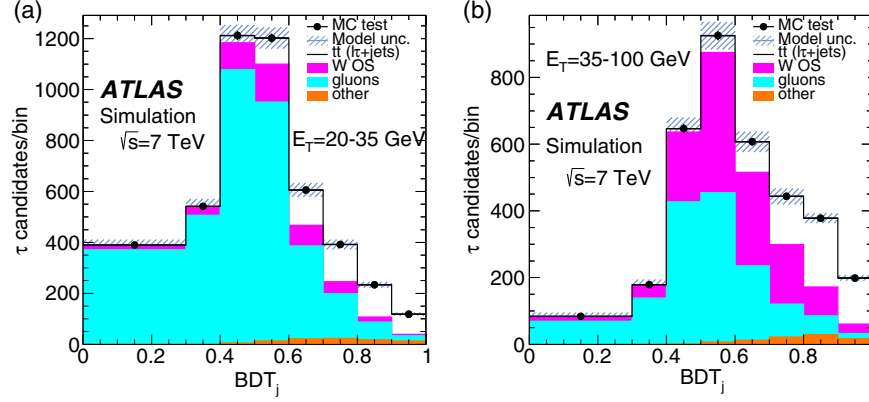 (a)
MC test
Model unc.
tt̄ (lτ+jets)
W OS
gluons
other
ATLAS
Simulation
√s=7 TeV
E_T=20-35 GeV
τ candidates/bin
1200
1000
800
600
400
200
0
0 0.2 0.4 0.6 0.8 1
BDT_j
(b)
MC test
Model unc.
tt̄ (lτ+jets)
W OS
gluons
other
E_T=35-100 GeV
ATLAS
Simulation
√s=7 TeV
τ candidates/bin
800
600
400
200
0
0 0.2 0.4 0.6 0.8 1
BDT_j